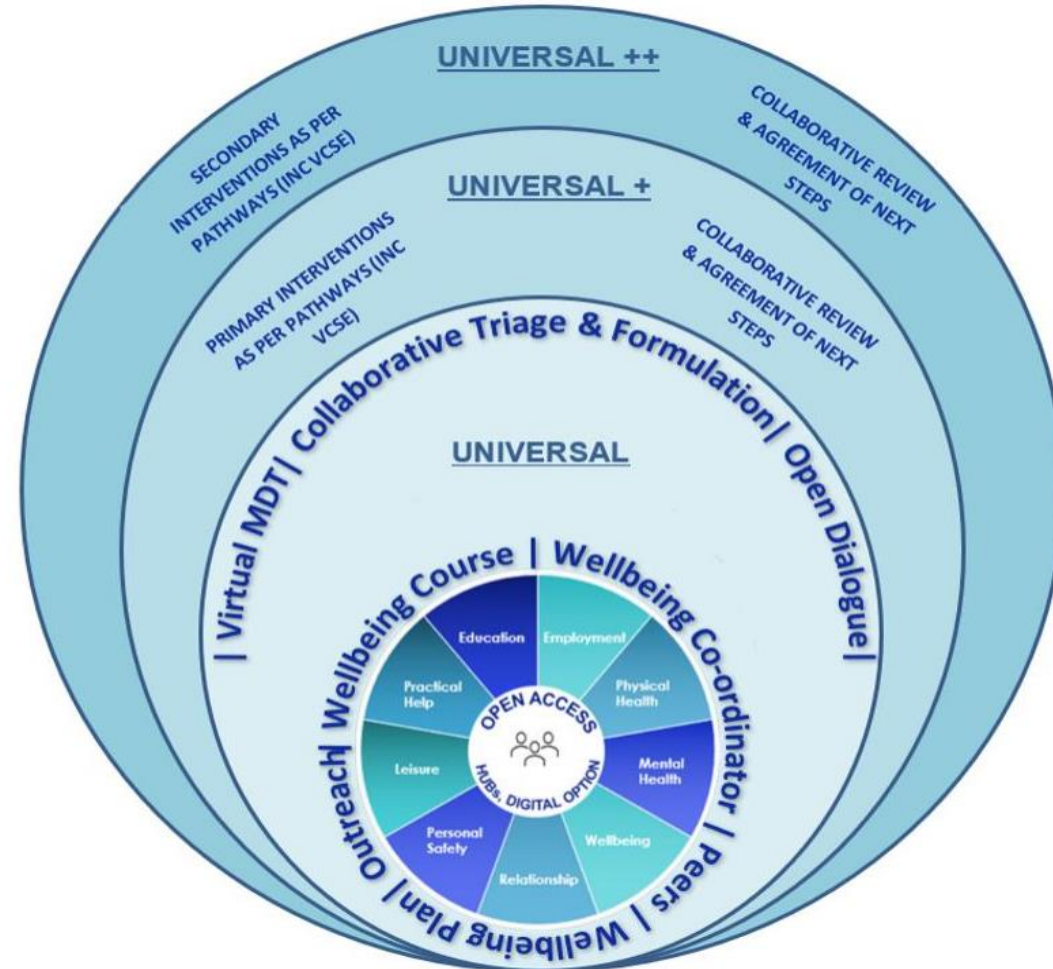 UNIVERSAL ++
SECONDARY
INTERVENTIONS AS PER
PATHWAYS (INC VCSE)
COLLABORATIVE REVIEW
& AGREEMENT OF NEXT
STEPS
UNIVERSAL +
PRIMARY INTERVENTIONS
AS PER PATHWAYS (INC
VCSE)
COLLABORATIVE REVIEW
& AGREEMENT OF NEXT
STEPS
| Virtual MDT| Collaborative Triage & Formulation| Open Dialogue|
UNIVERSAL
| Wellbeing Co-ordinator | Peers | Wellbeing Plan| Outreach| Wellbeing Course
Education
Employment
Practical
Help
Physical
Health
Leisure
Mental
Health
Personal
Safety
Wellbeing
Relationship
OPEN ACCESS
HUBs, DIGITAL OPTION